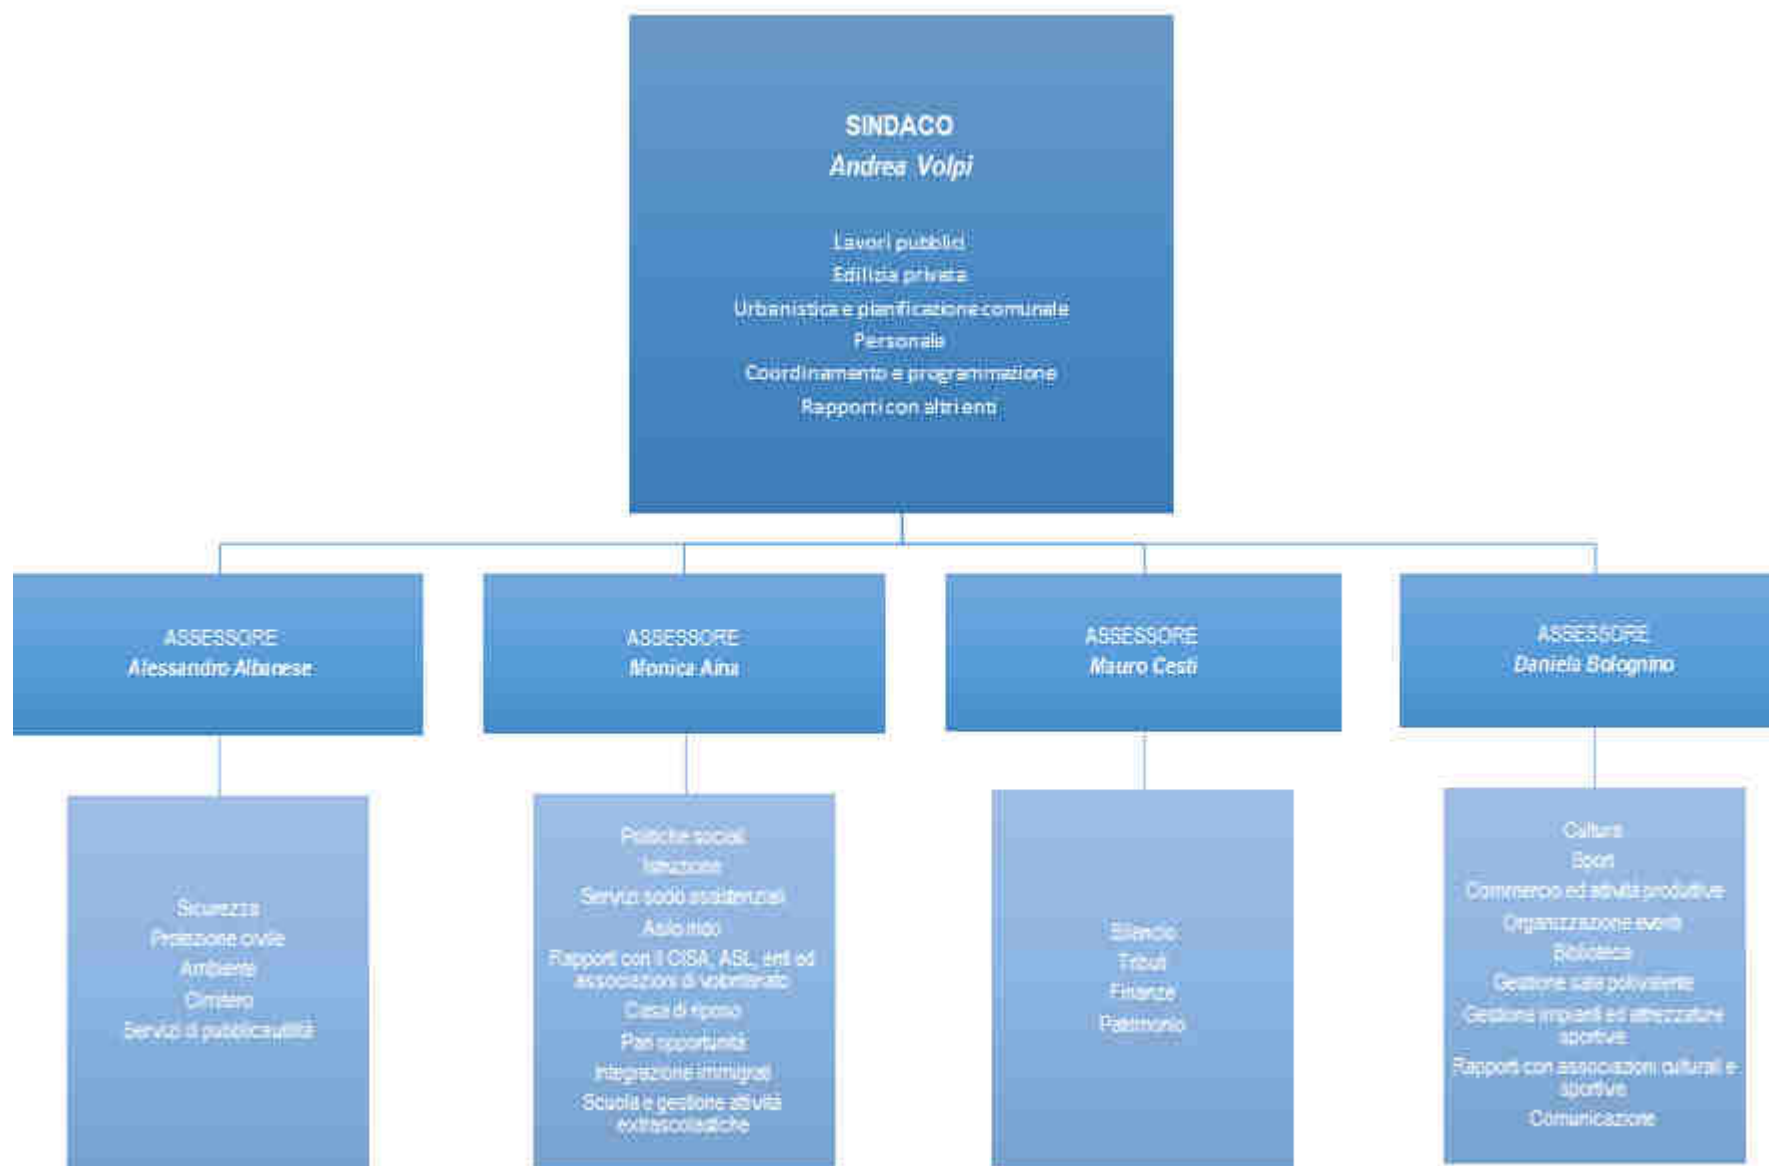 SINDACO
Andrea Volpi
Lavori pubblici
Edilizia privata
Urbanistica e pianificazione comunale
Personale
Coordinamento e programmazione
Rapporti con altri enti
ASSESSORE
Alessandro Albanese
Sicurezza
Protezione civile
Ambiente
Cimitero
Servizi di pubblica utilità
ASSESSORE
Monica Aina
Politiche sociali
Istruzione
Servizi socio assistenziali
Asilo nido
Rapporti con il CISA, ASL, enti ed
associazioni di volontariato
Casa di riposo
Pari opportunità
Integrazione immigrati
Scuola e gestione attività
extrascolastiche
ASSESSORE
Mauro Cesti
Bilancio
Tributi
Finanze
Patrimonio
ASSESSORE
Daniela Bolognino
Cultura
Sport
Commercio ed attività produttive
Organizzazione eventi
Biblioteca
Gestione sala polivalente
Gestione impianti ed attrezzature
sportive
Rapporti con associazioni culturali e
sportive
Comunicazione